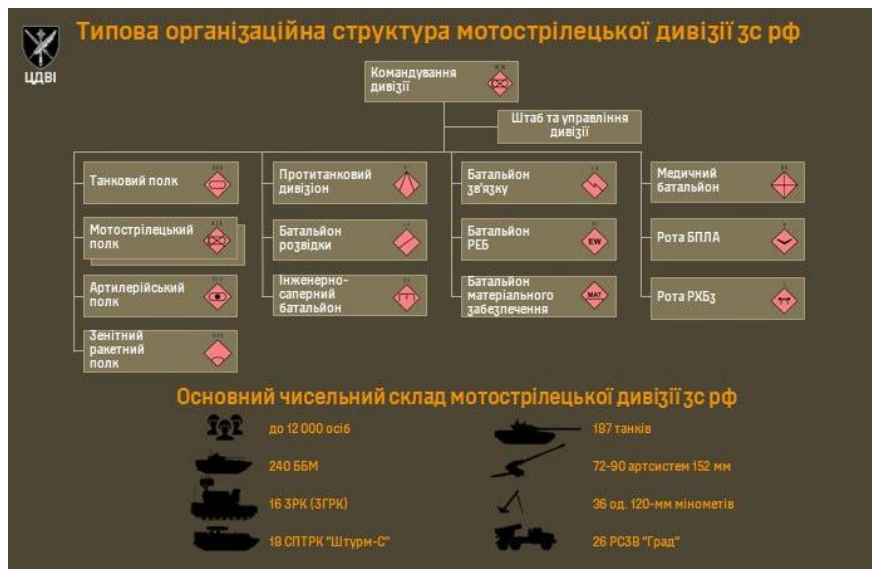 Типова організаційна структура мотострілецької дивізії зс рф
ЦДВІ
Командування
дивізії
Штаб та управління
дивізії
Танковий полк
Протитанковий
дивізіон
Батальйон
зв'язку
Медичний
батальйон
Мотострілецький
полк
Батальйон
розвідки
Батальйон
РЕБ
EW
Рота БПЛА
Артилерійський
полк
Інженерно-
саперний
батальйон
Батальйон
матеріального
забезпечення
MAT
Рота РХБз
Зенітний
ракетний
полк
Основний чисельний склад мотострілецької дивізії зс рф
до 12 000 осіб
187 танків
240 ББМ
72-90 артсистем 152 мм
16 ЗРК (ЗГРК)
36 од. 120-мм мінометів
18 СПТРК "Штурм-С"
26 РСЗВ "Град"